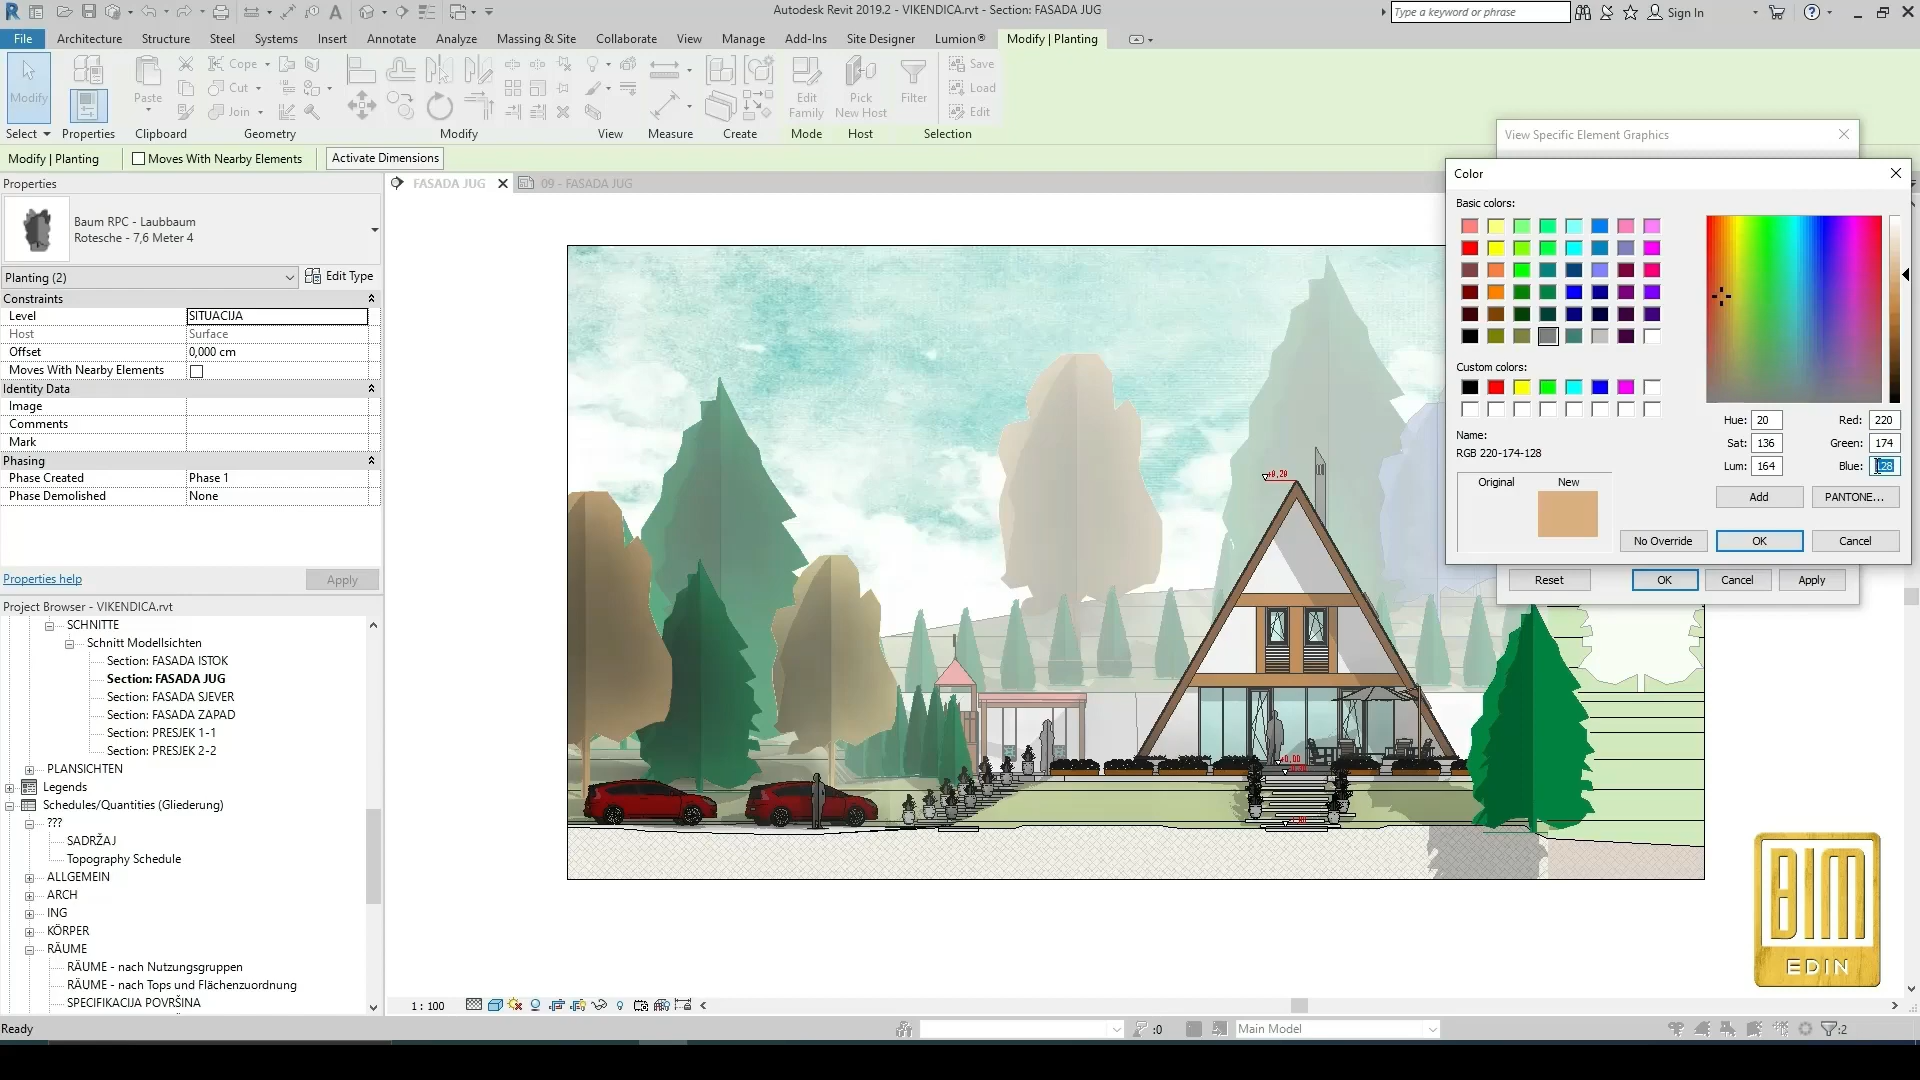 Autodesk Revit 2019.2 - VIKENDICA.rvt - Section: FASADA JUG
Type a keyword or phrase
Sign In
File Architecture Structure Steel Systems Insert Annotate Analyze Massing & Site Collaborate View Manage Add-Ins Site Designer Lumion® Modify | Planting
Modify
Paste
Cope
Cut
Join
Edit Family
Pick New Host
Filter
Save
Load
Edit
Select Properties Clipboard Geometry Modify View Measure Create Mode Host Selection
Modify | Planting
Moves With Nearby Elements
Activate Dimensions
Properties
Baum RPC - Laubbaum
Rotesche - 7,6 Meter 4
Planting (2)
Edit Type
Constraints
Level SITUACIJA
Host Surface
Offset 0,000 cm
Moves With Nearby Elements
Identity Data
Image
Comments
Mark
Phasing
Phase Created Phase 1
Phase Demolished None
Properties help
Apply
Project Browser - VIKENDICA.rvt
SCHNITTE
Schnitt Modellsichten
Section: FASADA ISTOK
Section: FASADA JUG
Section: FASADA SJEVER
Section: FASADA ZAPAD
Section: PRESJEK 1-1
Section: PRESJEK 2-2
PLANSICHTEN
Legends
Schedules/Quantities (Gliederung)
???
SADRŽAJ
Topography Schedule
ALLGEMEIN
ARCH
ING
KÖRPER
RÄUME
RÄUME - nach Nutzungsgruppen
RÄUME - nach Tops und Flächenzuordnung
SPECIFIKACIJA POVRŠINA
FASADA JUG
09 - FASADA JUG
View Specific Element Graphics
Color
Basic colors:
Custom colors:
Name:
RGB 220-174-128
Original New
Hue: 20
Sat: 136
Lum: 164
Red: 220
Green: 174
Blue: 128
Add
PANTONE...
No Override
OK
Cancel
Reset
OK
Cancel
Apply
BIM
EDIN
1 : 100
Ready
:0
Main Model
:2